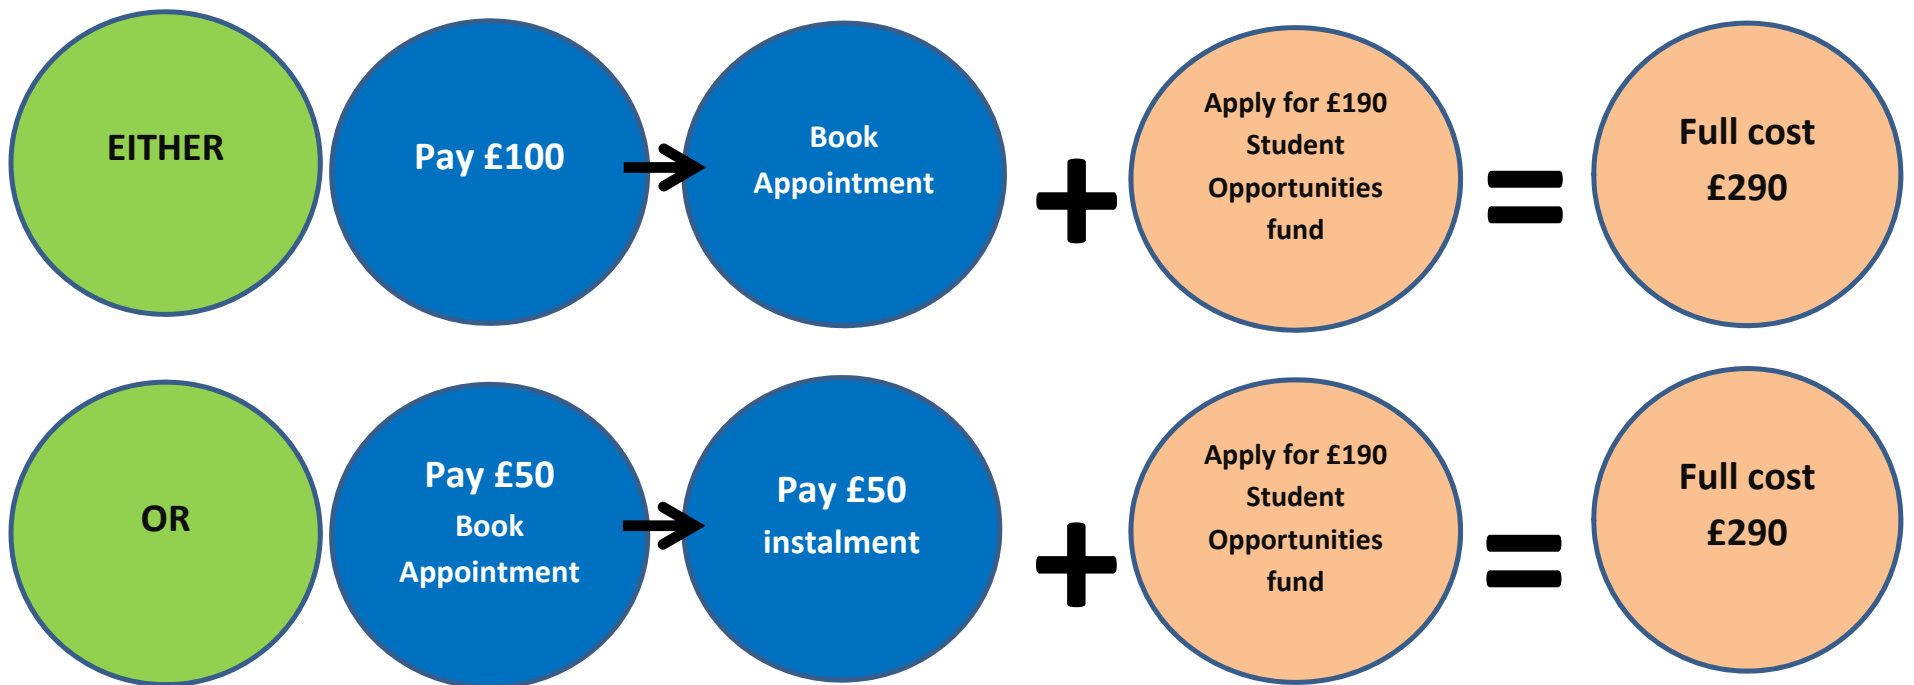 EITHER
Pay £100
Book
Appointment
+
Apply for £190
Student
Opportunities
fund
=
Full cost
£290
OR
Pay £50
Book
Appointment
Pay £50
instalment
+
Apply for £190
Student
Opportunities
fund
=
Full cost
£290